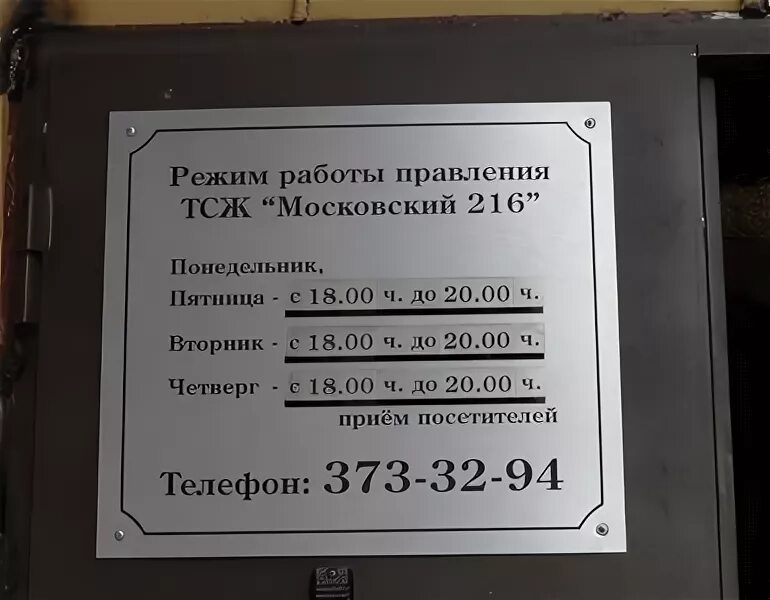 Режим работы правления
ТСЖ “Московский 216”
Понедельник,
Пятница - с 18.00 ч. до 20.00 ч.
Вторник - с 18.00 ч. до 20.00 ч.
Четверг - с 18.00 ч. до 20.00 ч.
приём посетителей
Телефон: 373-32-94